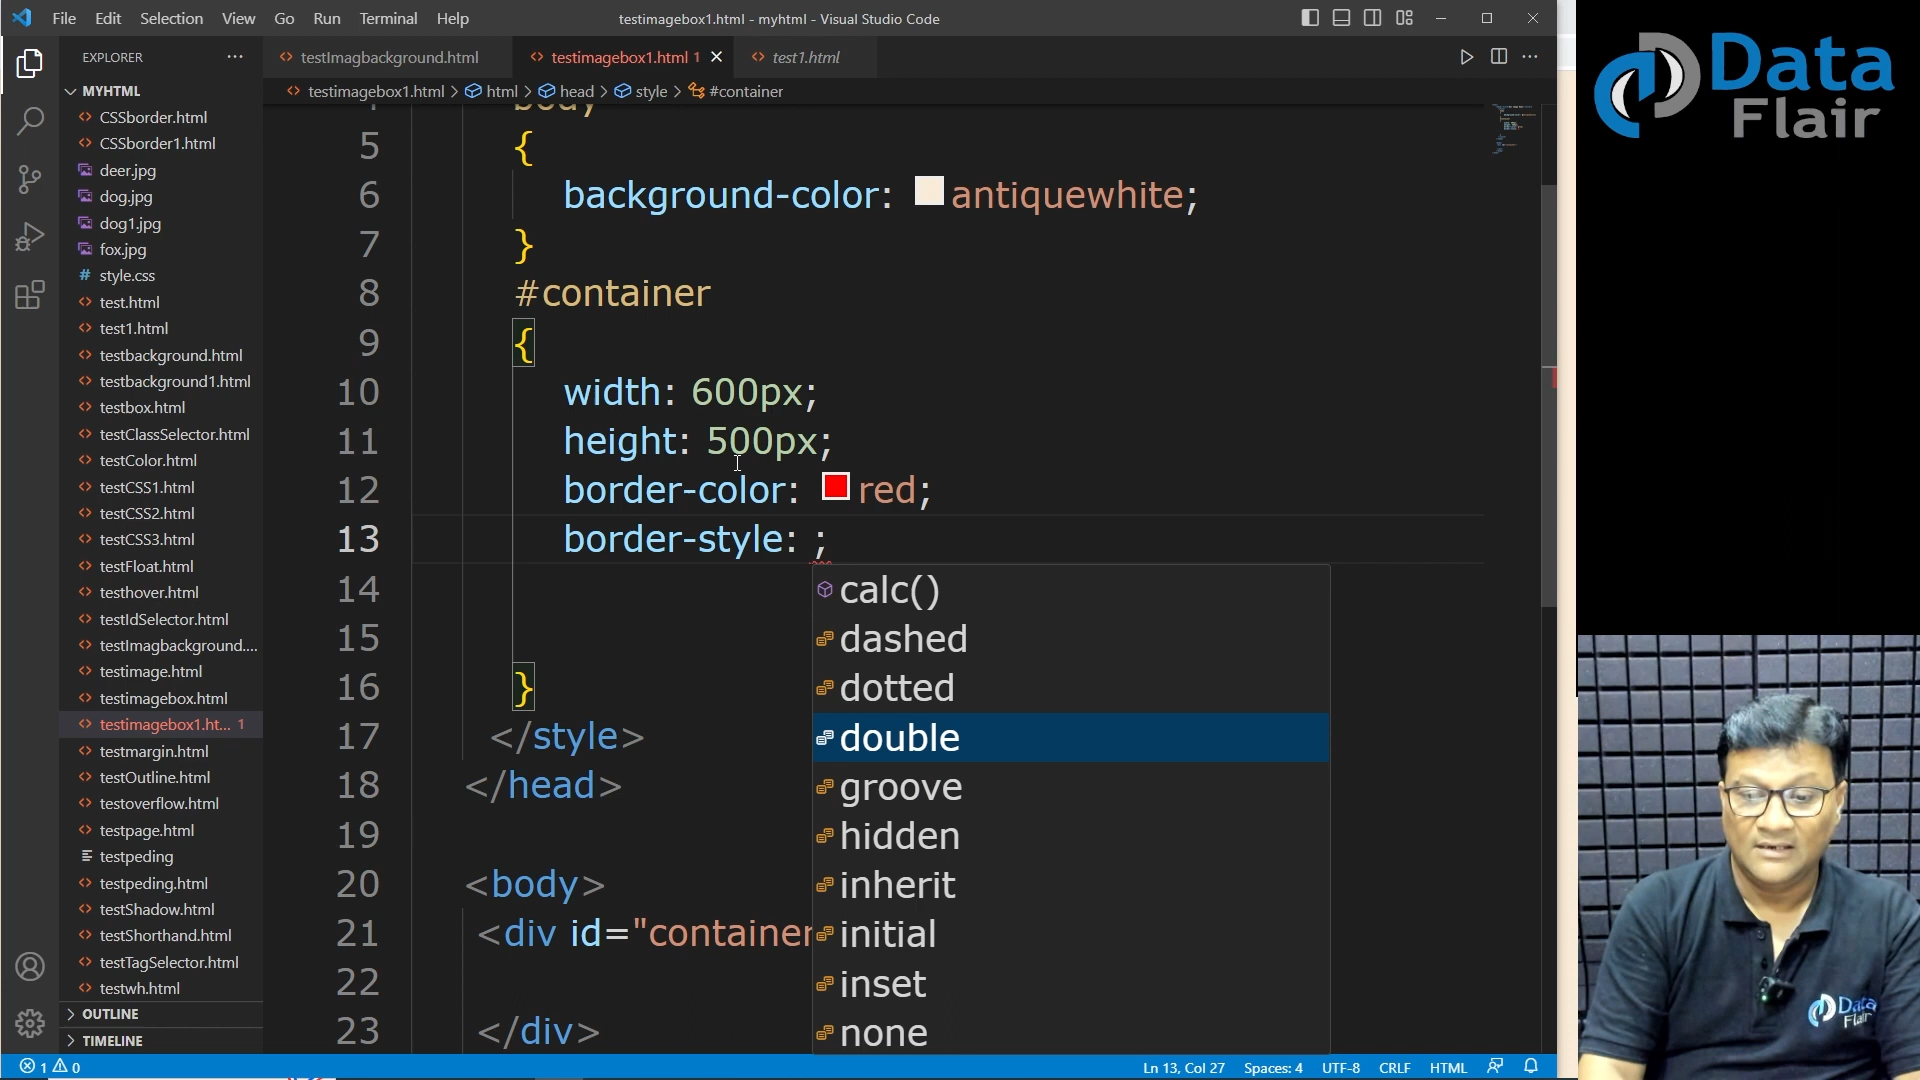 File Edit Selection View Go Run Terminal Help
testimagebox1.html - myhtml - Visual Studio Code
EXPLORER
MYHTML
CSSborder.html
CSSborder1.html
deer.jpg
dog.jpg
dog1.jpg
fox.jpg
# style.css
test.html
test1.html
testbackground.html
testbackground1.html
testbox.html
testClassSelector.html
testColor.html
testCSS1.html
testCSS2.html
testCSS3.html
testFloat.html
testhover.html
testIdSelector.html
testImagbackground....
testimage.html
testimagebox.html
testimagebox1.ht... 1
testmargin.html
testOutline.html
testoverflow.html
testpage.html
testpeding
testpeding.html
testShadow.html
testShorthand.html
testTagSelector.html
testwh.html
OUTLINE
TIMELINE
testImagbackground.html testimagebox1.html 1 test1.html
testimagebox1.html > html > head > style > #container
4 body
5 {
6 background-color: antiquewhite;
7 }
8 #container
9 {
10 width: 600px;
11 height: 500px;
12 border-color: red;
13 border-style: ;
14
15
16 }
17 </style>
18 </head>
19
20 <body>
21 <div id="container
22
23 </div>
calc()
dashed
dotted
double
groove
hidden
inherit
initial
inset
none
1 0
Ln 13, Col 27 Spaces: 4 UTF-8 CRLF HTML
Data
Flair
Data
Flair